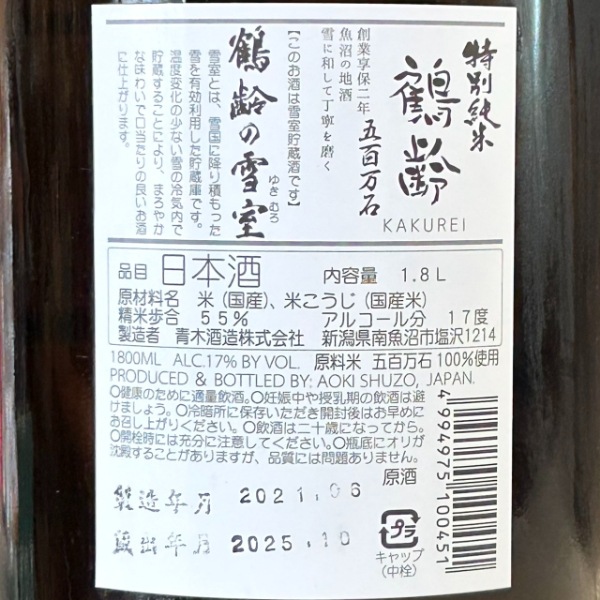 特別純米
鶴齢
KAKUREI
五百万石
創業享保二年
魚沼の地酒
雪に和して丁寧を磨く
【このお酒は雪室貯蔵酒です】
鶴齢の雪室
ゆきむろ
雪室とは、雪国に降り積もった
雪を有効利用した貯蔵庫です。
温度変化の少ない雪の冷気内で
貯蔵することにより、まろやか
な味わいで口当たりの良いお酒
に仕上がります。
品目 日本酒 内容量 1.8L
原材料名 米(国産)、米こうじ(国産米)
精米歩合 55% アルコール分 17度
製造者 青木酒造株式会社 新潟県南魚沼市塩沢1214
1800ML ALC.17% BY VOL. 原料米 五百万石100%使用
PRODUCED & BOTTLED BY: AOKI SHUZO, JAPAN.
○健康のために適量飲酒。○妊娠中や授乳期の飲酒は避
けましょう。○冷暗所に保存いただき開封後はお早めに
お召し上がりください。○飲酒は二十歳になってから。
○開栓時には充分に注意してください。○瓶底にオリが
沈殿することがありますが、品質には問題ありません。
原酒
製造年月 2021.06
蔵出年月 2025.10
プラ
キャップ
(中栓)
4994975100451